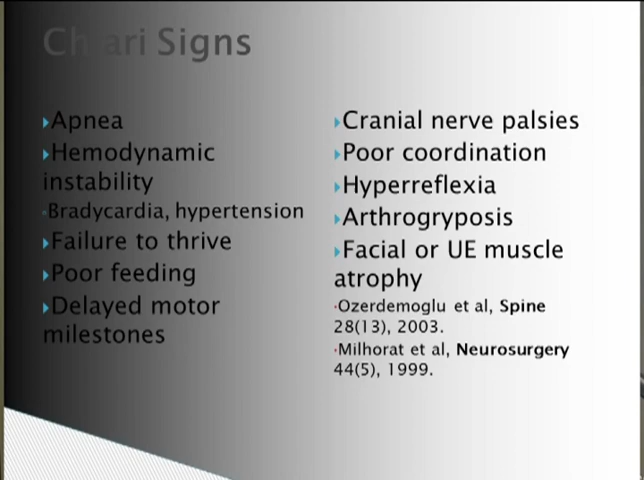 Chiari Signs
Apnea
Hemodynamic
instability
Bradycardia, hypertension
Failure to thrive
Poor feeding
Delayed motor
milestones
Cranial nerve palsies
Poor coordination
Hyperreflexia
Arthrogryposis
Facial or UE muscle
atrophy
Ozerdemoglu et al, Spine
28(13), 2003.
Milhorat et al, Neurosurgery
44(5), 1999.